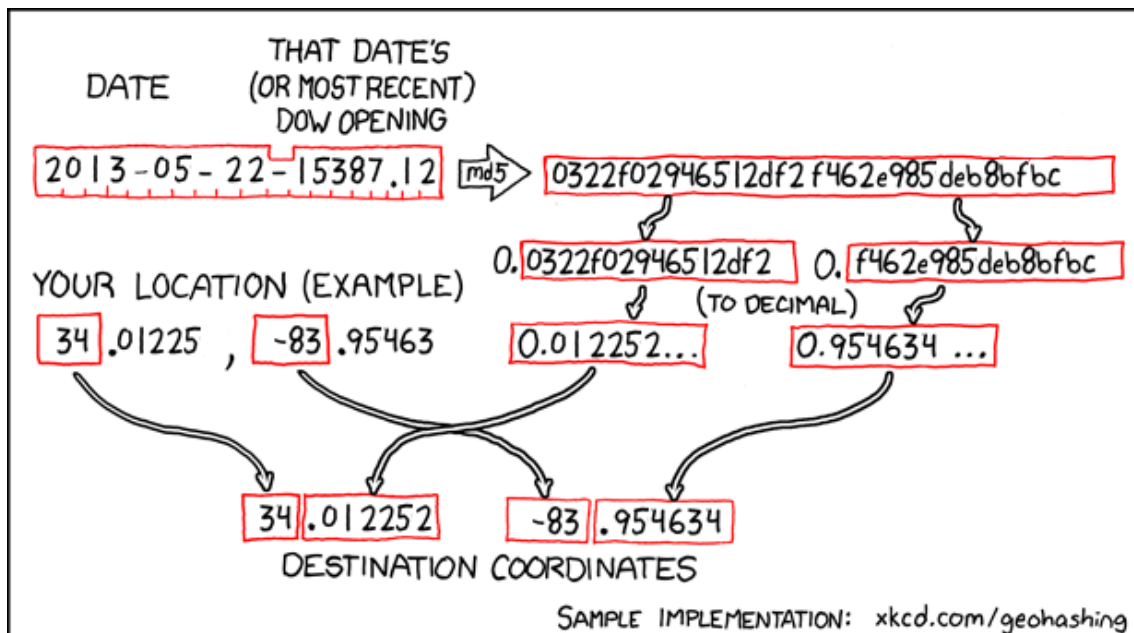 DATE
THAT DATE'S
(OR MOST RECENT)
DOW OPENING
2013-05-22-15387.12
md5
0322f02946512df2f462e985deb8bfbc
0.0322f02946512df2
0.f462e985deb8bfbc
(TO DECIMAL)
0.012252...
0.954634...
YOUR LOCATION (EXAMPLE)
34.01225, -83.95463
34.012252 -83.954634
DESTINATION COORDINATES
SAMPLE IMPLEMENTATION: xkcd.com/geohashing